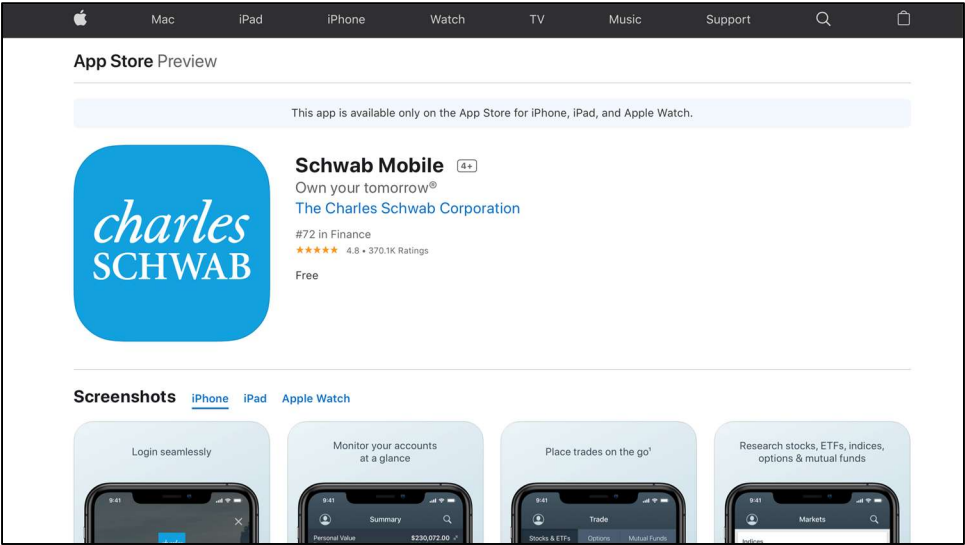 Mac iPad iPhone Watch TV Music Support
App Store Preview
This app is available only on the App Store for iPhone, iPad, and Apple Watch.
charles
SCHWAB
Schwab Mobile 4+
Own your tomorrow®
The Charles Schwab Corporation
#72 in Finance
★★★★★ 4.8 • 370.1K Ratings
Free
Screenshots iPhone iPad Apple Watch
Login seamlessly
9:41
Monitor your accounts
at a glance
9:41
Summary
Personal Value $230,072.00
Place trades on the go¹
9:41
Trade
Stocks & ETFs Options Mutual Funds
Research stocks, ETFs, indices,
options & mutual funds
9:41
Markets
Indices